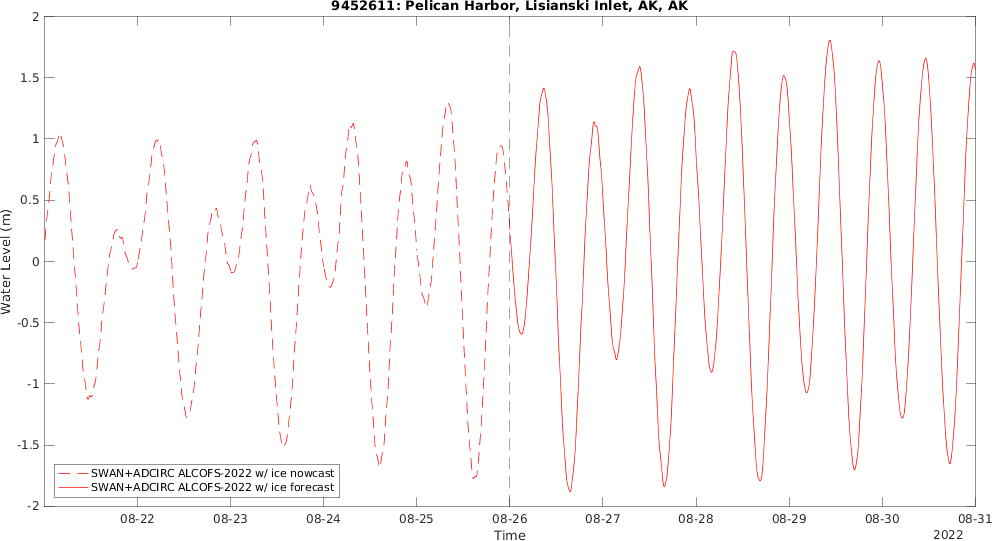 9452611: Pelican Harbor, Lisianski Inlet, AK, AK
2
1.5
1
0.5
0
-0.5
-1
-1.5
-2
Water Level (m)
SWAN+ADCIRC ALCOFS-2022 w/ ice nowcast
SWAN+ADCIRC ALCOFS-2022 w/ ice forecast
08-22 08-23 08-24 08-25 08-26 08-27 08-28 08-29 08-30 08-31
Time
2022